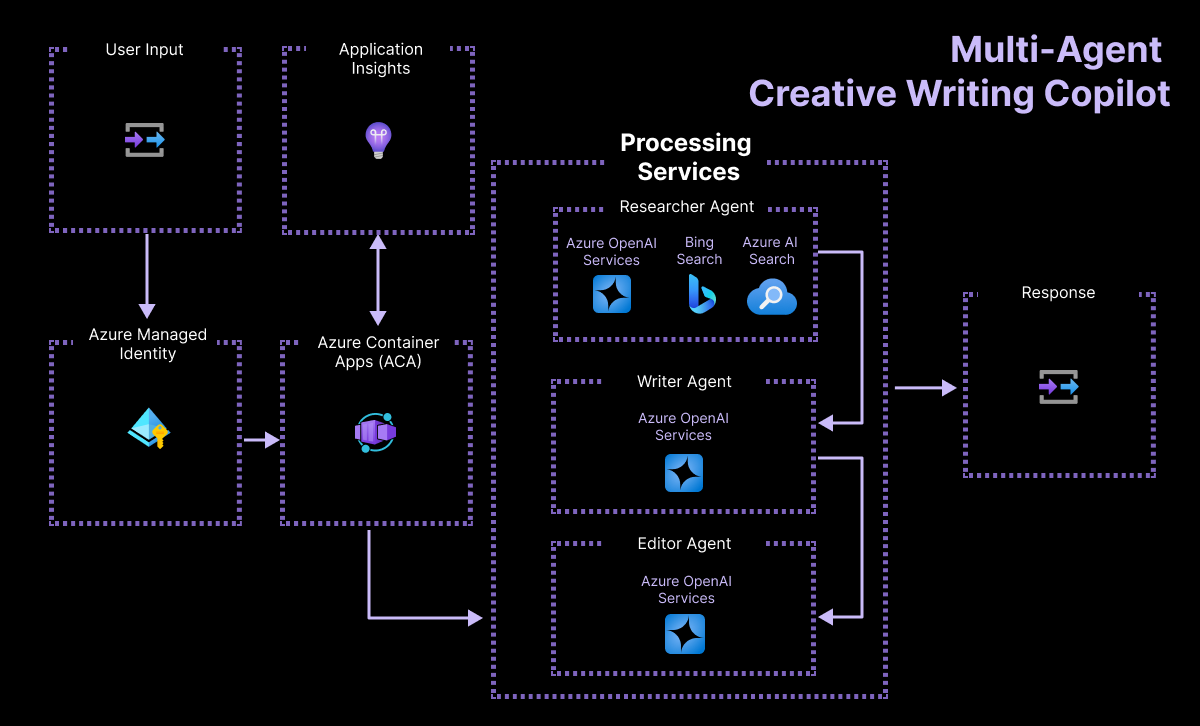 Multi-Agent
Creative Writing Copilot
User Input
Application
Insights
Azure Managed
Identity
Azure Container
Apps (ACA)
Processing
Services
Researcher Agent
Azure OpenAI
Services
Bing
Search
Azure AI
Search
Writer Agent
Azure OpenAI
Services
Editor Agent
Azure OpenAI
Services
Response